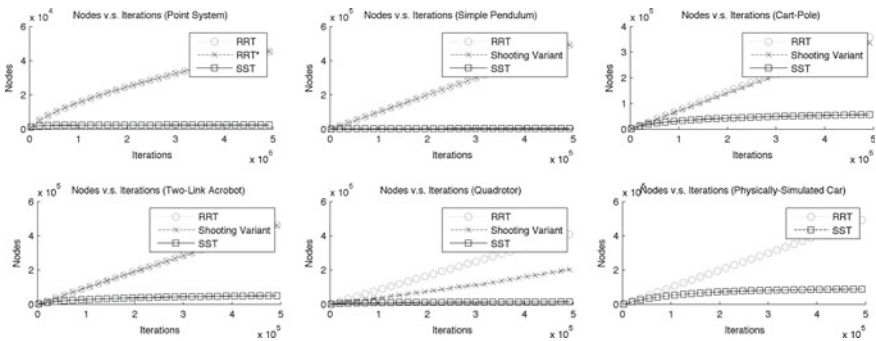 Nodes v.s. Iterations (Point System)
x 10^4
6
4
2
0
Nodes
0 1 2 3 4 5
Iterations
x 10^5
RRT
RRT*
SST
Nodes v.s. Iterations (Simple Pendulum)
x 10^5
6
4
2
0
Nodes
0 1 2 3 4 5
Iterations
x 10^5
RRT
Shooting Variant
SST
Nodes v.s. Iterations (Cart-Pole)
x 10^5
4
3
2
1
0
Nodes
0 1 2 3 4 5
Iterations
x 10^5
RRT
Shooting Variant
SST
Nodes v.s. Iterations (Two-Link Acrobot)
x 10^5
6
4
2
0
Nodes
0 1 2 3 4 5
Iterations
x 10^5
RRT
Shooting Variant
SST
Nodes v.s. Iterations (Quadrotor)
x 10^5
6
4
2
0
Nodes
0 1 2 3 4 5
Iterations
x 10^5
RRT
Shooting Variant
SST
Nodes v.s. Iterations (Physically-Simulated Car)
x 10^5
6
4
2
0
Nodes
0 1 2 3 4 5
Iterations
x 10^5
RRT
SST